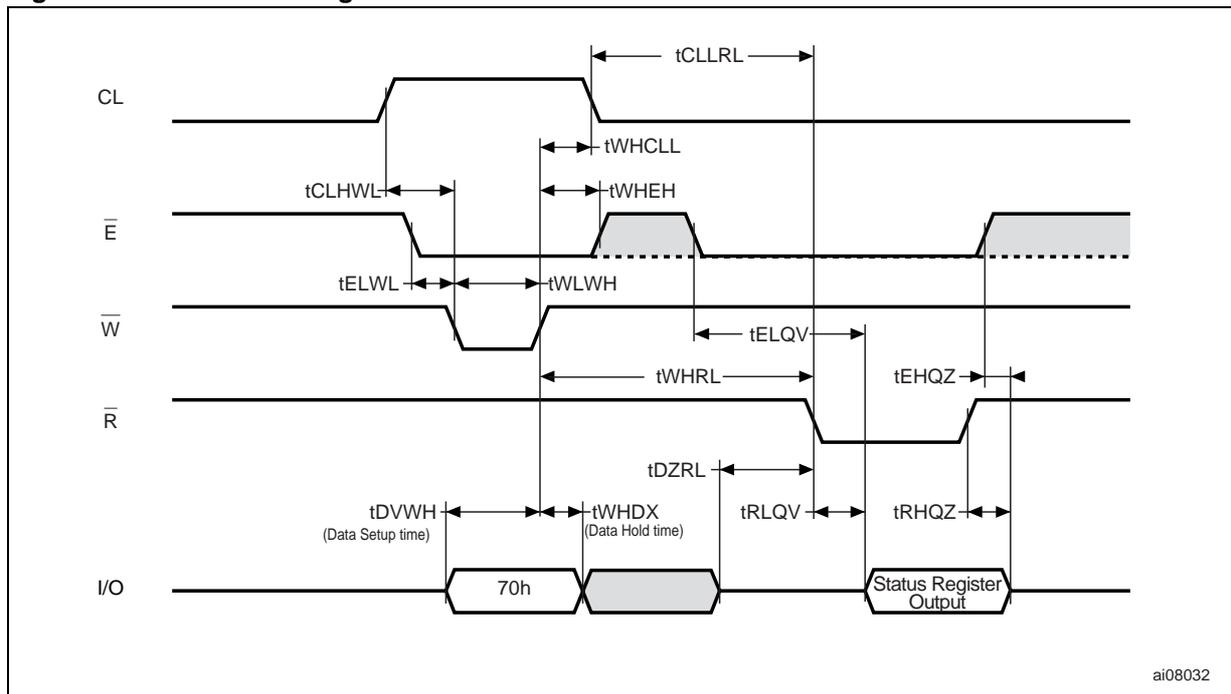 tCLLRL
CL
tWHCLL
tCLHWL
tWHEH
E
tELWL
tWLWH
W
tELQV
tWHRL
tEHQZ
R
tDZRL
tDVWH
(Data Setup time)
tWHDX
(Data Hold time)
tRLQV
tRHQZ
I/O
70h
Status Register
Output
ai08032